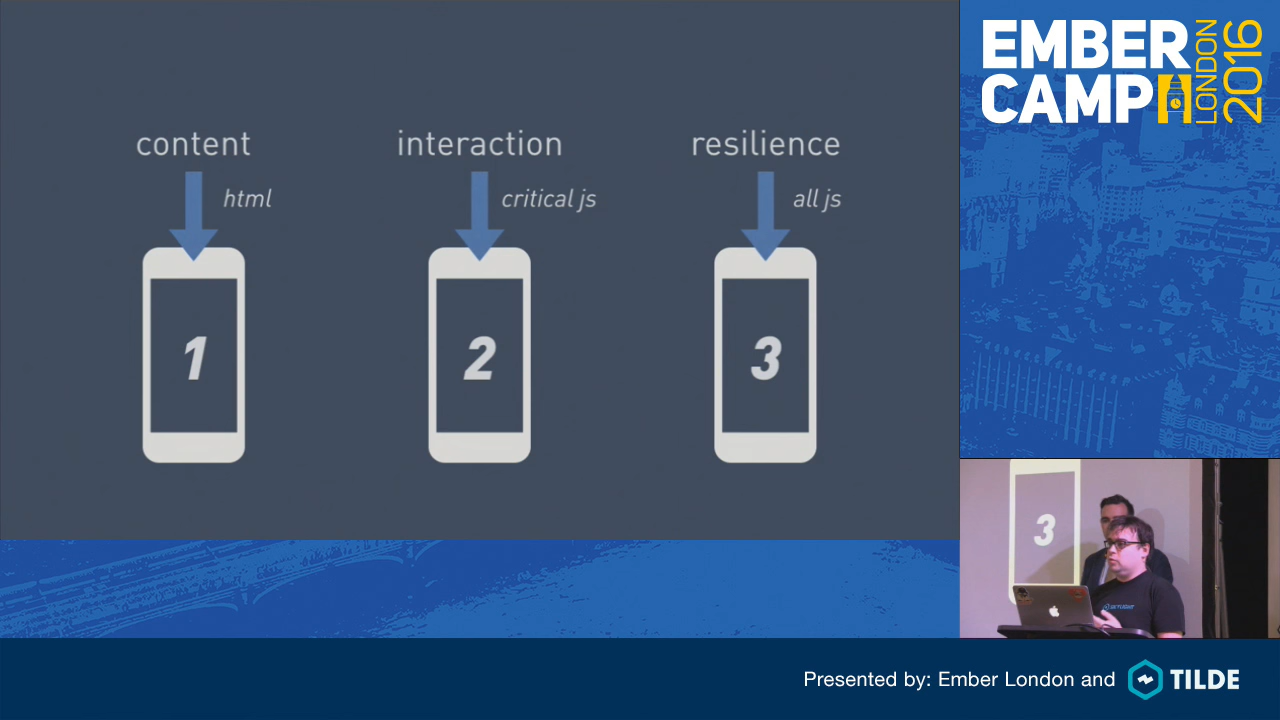 content
html
interaction
critical js
resilience
all js
1
2
3
EMBER
CAMP
LONDON
2016
3
Presented by: Ember London and
TILDE